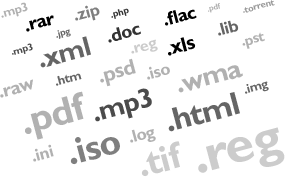 .mp3 .rar .zip .php .flac .pdf .torrent
.mp3 .xml .jpg .doc .reg .xls .lib .pst
.raw .htm .psd .iso .wma .img
.pdf .mp3 .html
.ini .iso .log .tif .reg